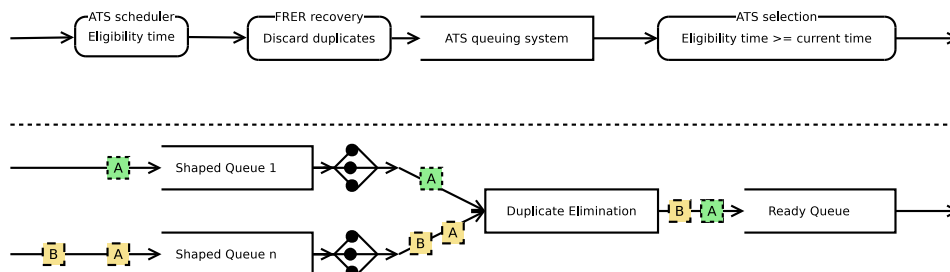 ATS scheduler
Eligibility time
FRER recovery
Discard duplicates
ATS queuing system
ATS selection
Eligibility time >= current time
A
Shaped Queue 1
A
Duplicate Elimination
B
A
Ready Queue
B
A
Shaped Queue n
B
A